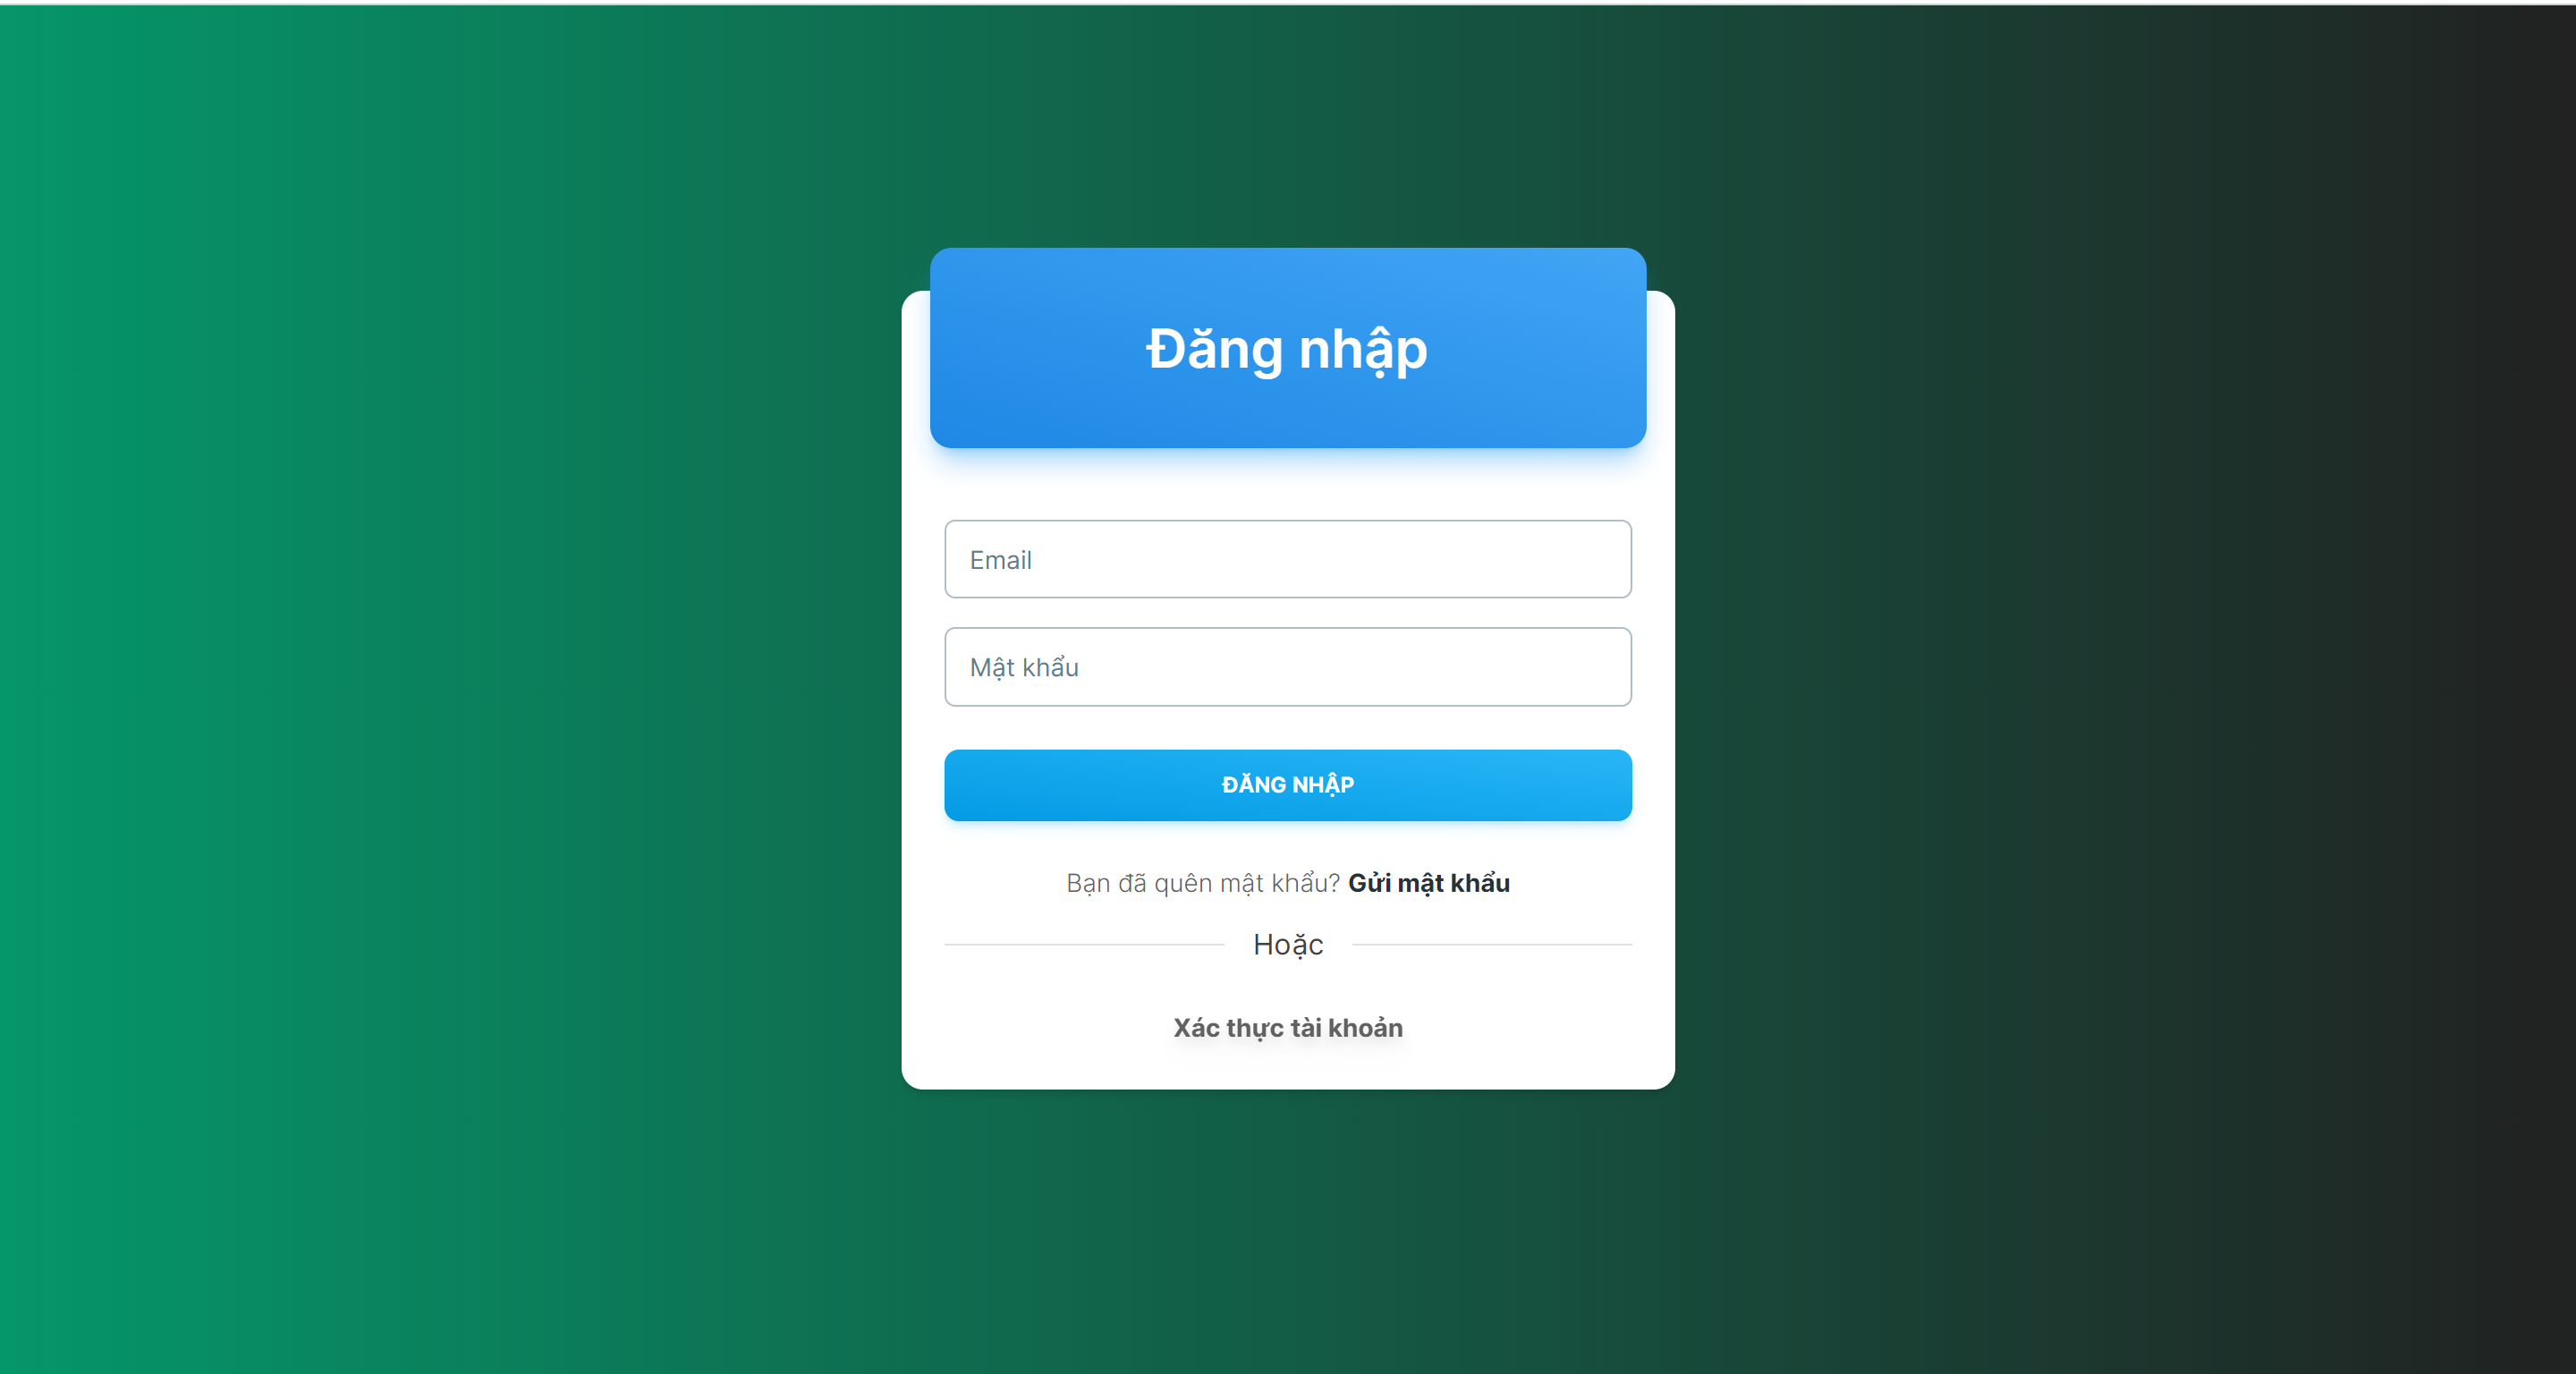 Đăng nhập
Email
Mật khẩu
ĐĂNG NHẬP
Bạn đã quên mật khẩu? Gửi mật khẩu
Hoặc
Xác thực tài khoản